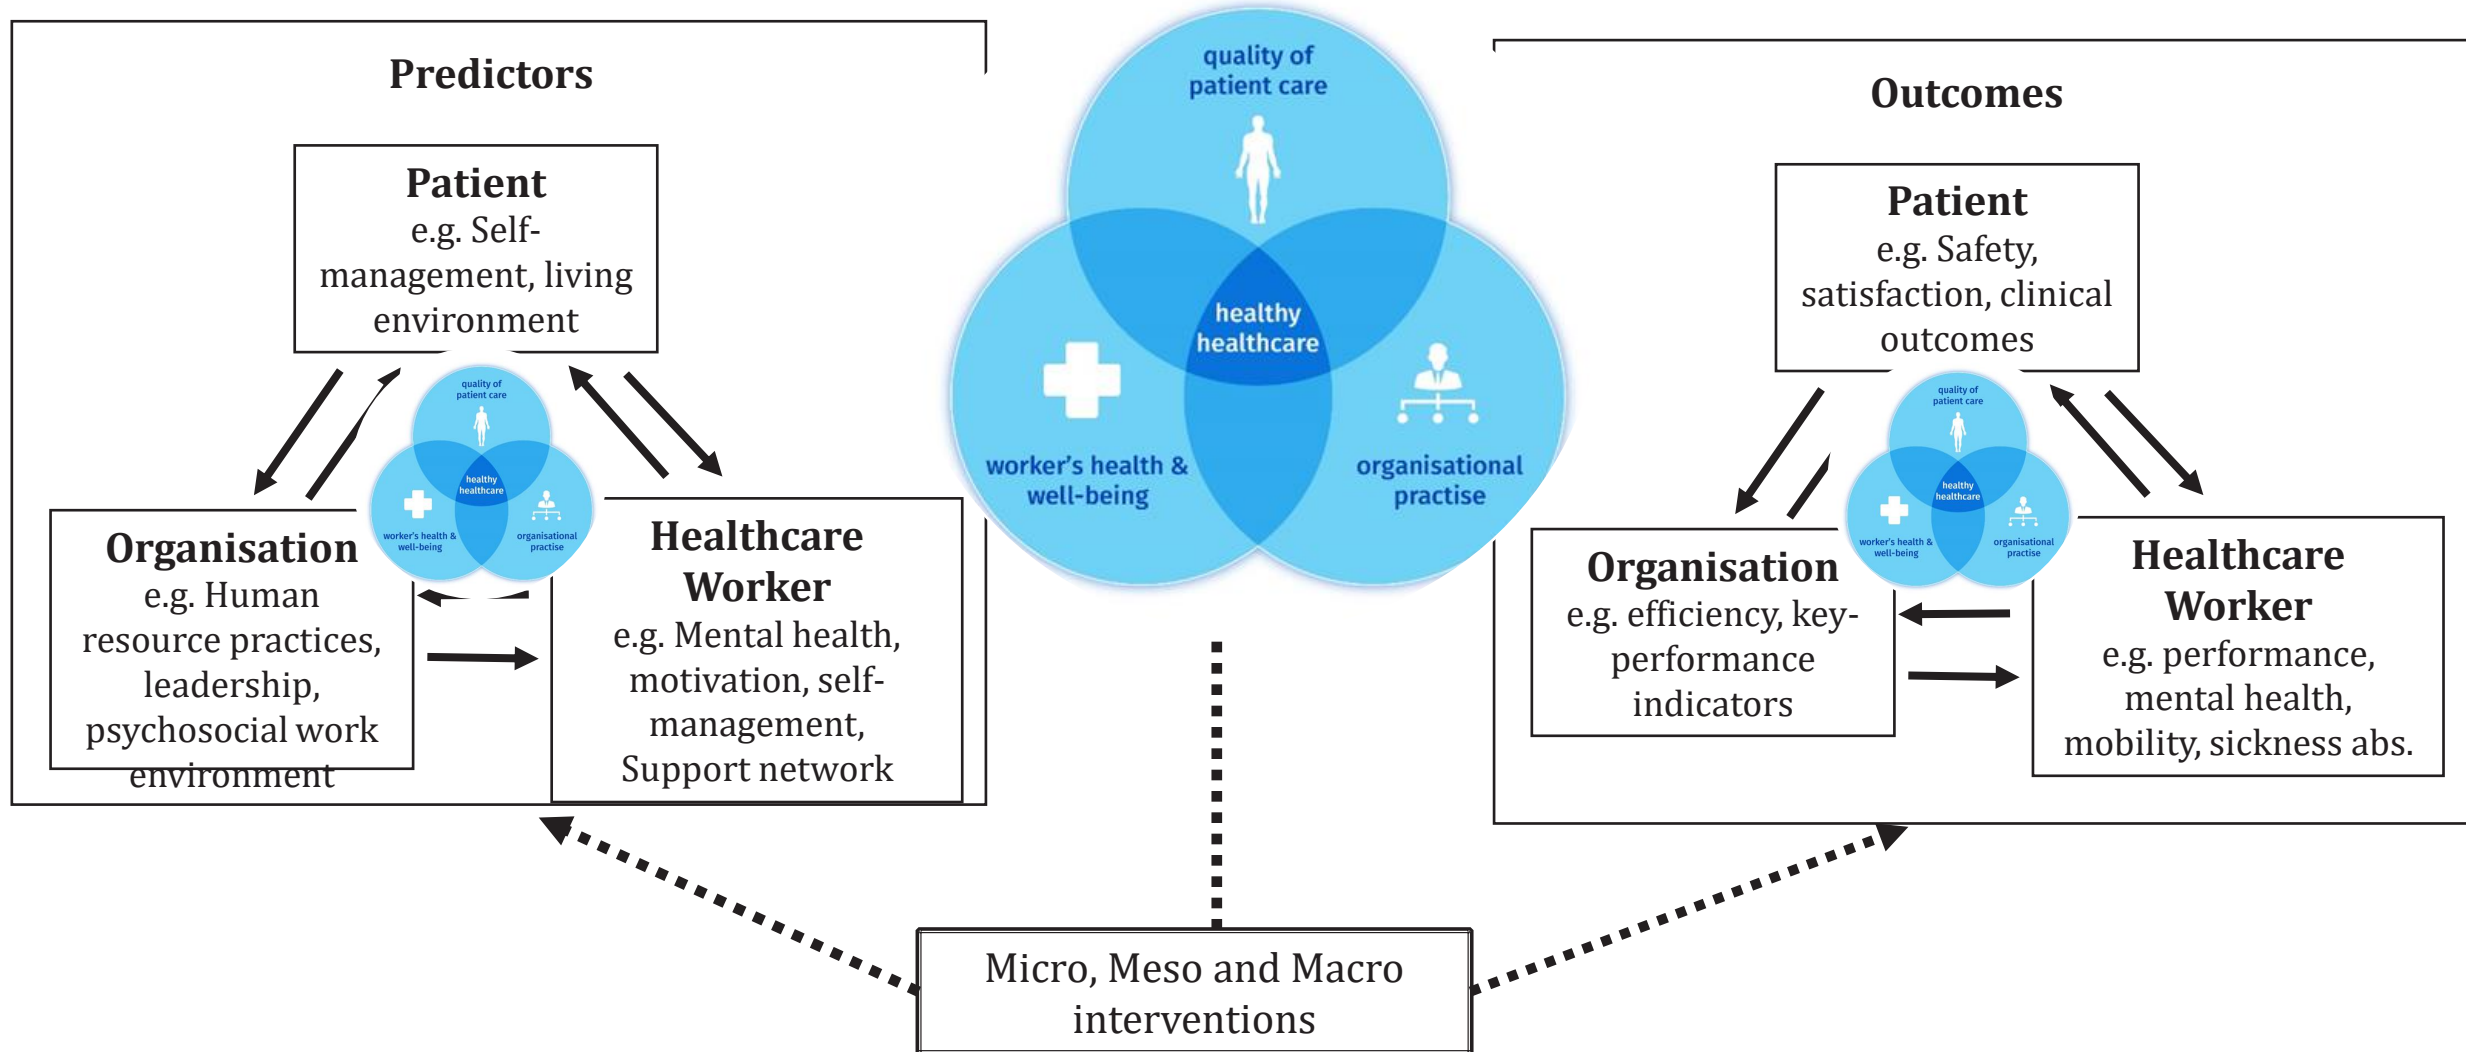 Predictors
Patient
e.g. Self-
management, living
environment
quality of
patient care
healthy
healthcare
worker's health &
well-being
organisational
practise
Organisation
e.g. Human
resource practices,
leadership,
psychosocial work
environment
Healthcare
Worker
e.g. Mental health,
motivation, self-
management,
Support network
quality of
patient care
healthy
healthcare
worker's health &
well-being
organisational
practise
Outcomes
Patient
e.g. Safety,
satisfaction, clinical
outcomes
quality of
patient care
healthy
healthcare
worker's health &
well-being
organisational
practise
Organisation
e.g. efficiency, key-
performance
indicators
Healthcare
Worker
e.g. performance,
mental health,
mobility, sickness abs.
Micro, Meso and Macro
interventions